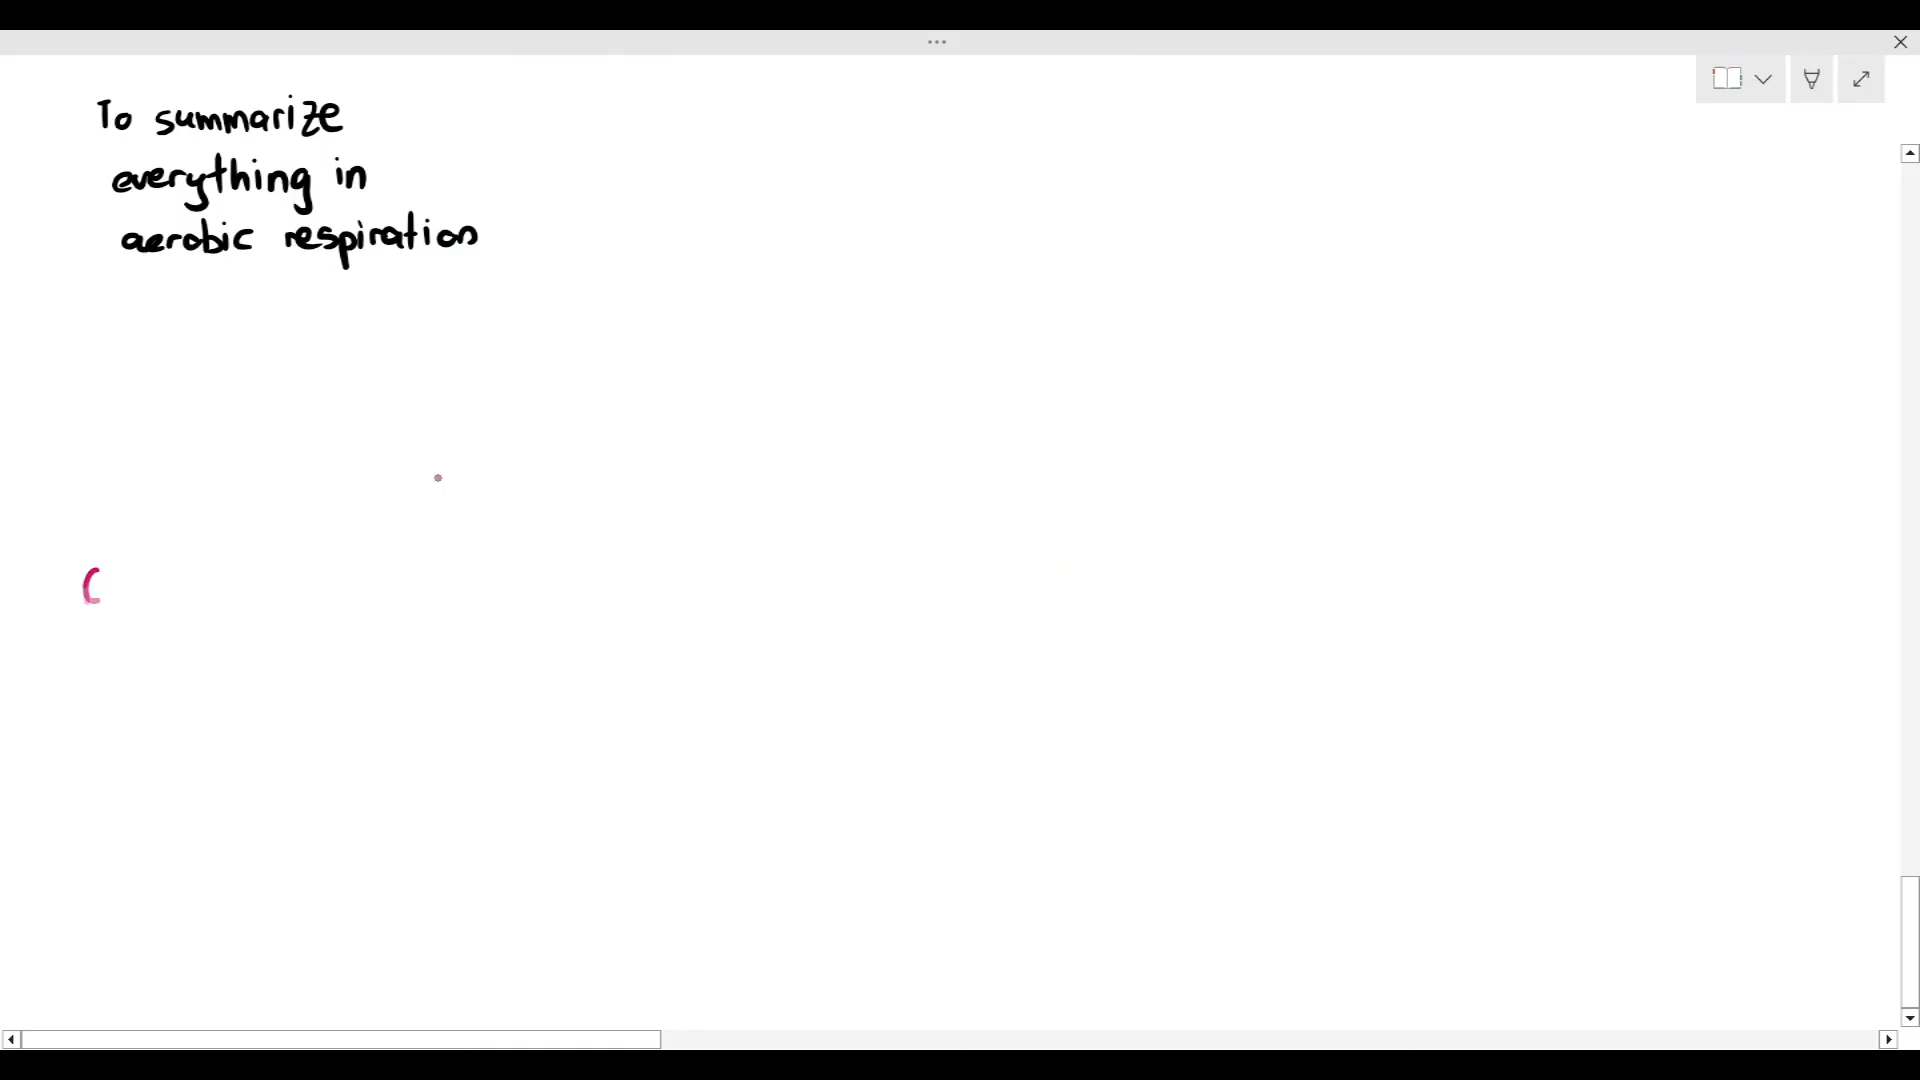 To summarize
everything in
aerobic respiration